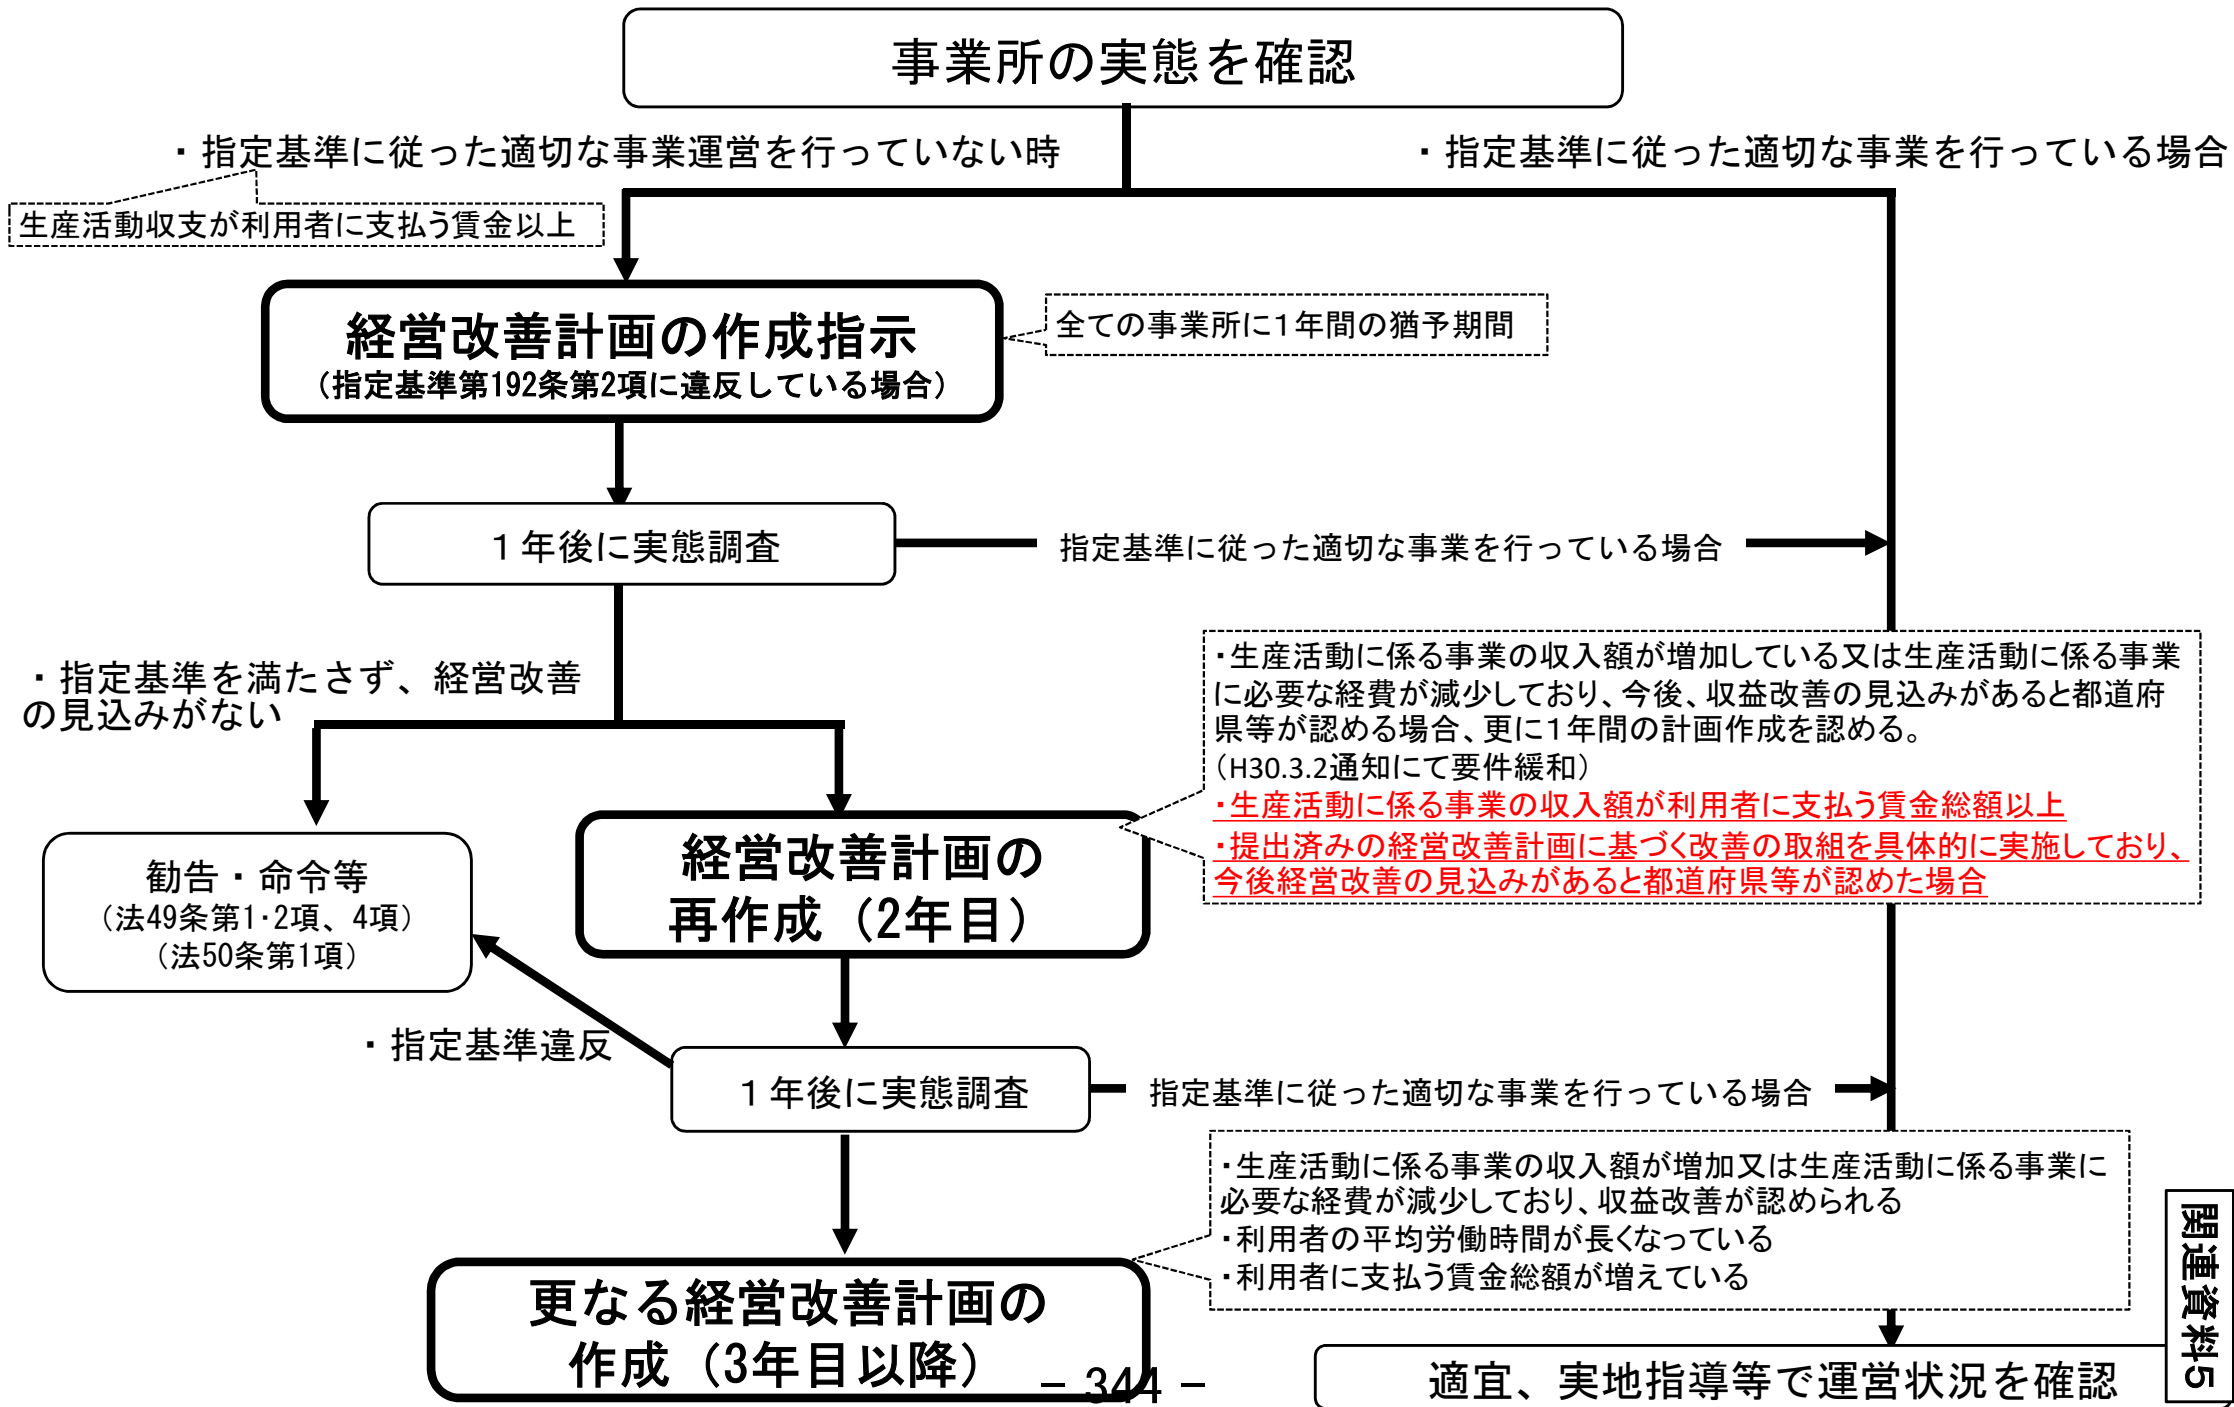 事業所の実態を確認
・指定基準に従った適切な事業運営を行っていない時
・指定基準に従った適切な事業を行っている場合
生産活動収支が利用者に支払う賃金以上
経営改善計画の作成指示
（指定基準第192条第2項に違反している場合）
全ての事業所に１年間の猶予期間
１年後に実態調査
指定基準に従った適切な事業を行っている場合
・指定基準を満たさず、経営改善
の見込みがない
・生産活動に係る事業の収入額が増加している又は生産活動に係る事業
に必要な経費が減少しており、今後、収益改善の見込みがあると都道府
県等が認める場合、更に１年間の計画作成を認める。
（H30.3.2通知にて要件緩和）
・生産活動に係る事業の収入額が利用者に支払う賃金総額以上
・提出済みの経営改善計画に基づく改善の取組を具体的に実施しており、
今後経営改善の見込みがあると都道府県等が認めた場合
勧告・命令等
（法49条第1･2項、4項）
（法50条第1項）
経営改善計画の
再作成（2年目）
・指定基準違反
１年後に実態調査
指定基準に従った適切な事業を行っている場合
・生産活動に係る事業の収入額が増加又は生産活動に係る事業に
必要な経費が減少しており、収益改善が認められる
・利用者の平均労働時間が長くなっている
・利用者に支払う賃金総額が増えている
更なる経営改善計画の
作成（3年目以降）
適宜、実地指導等で運営状況を確認
関連資料５
－ 344 －